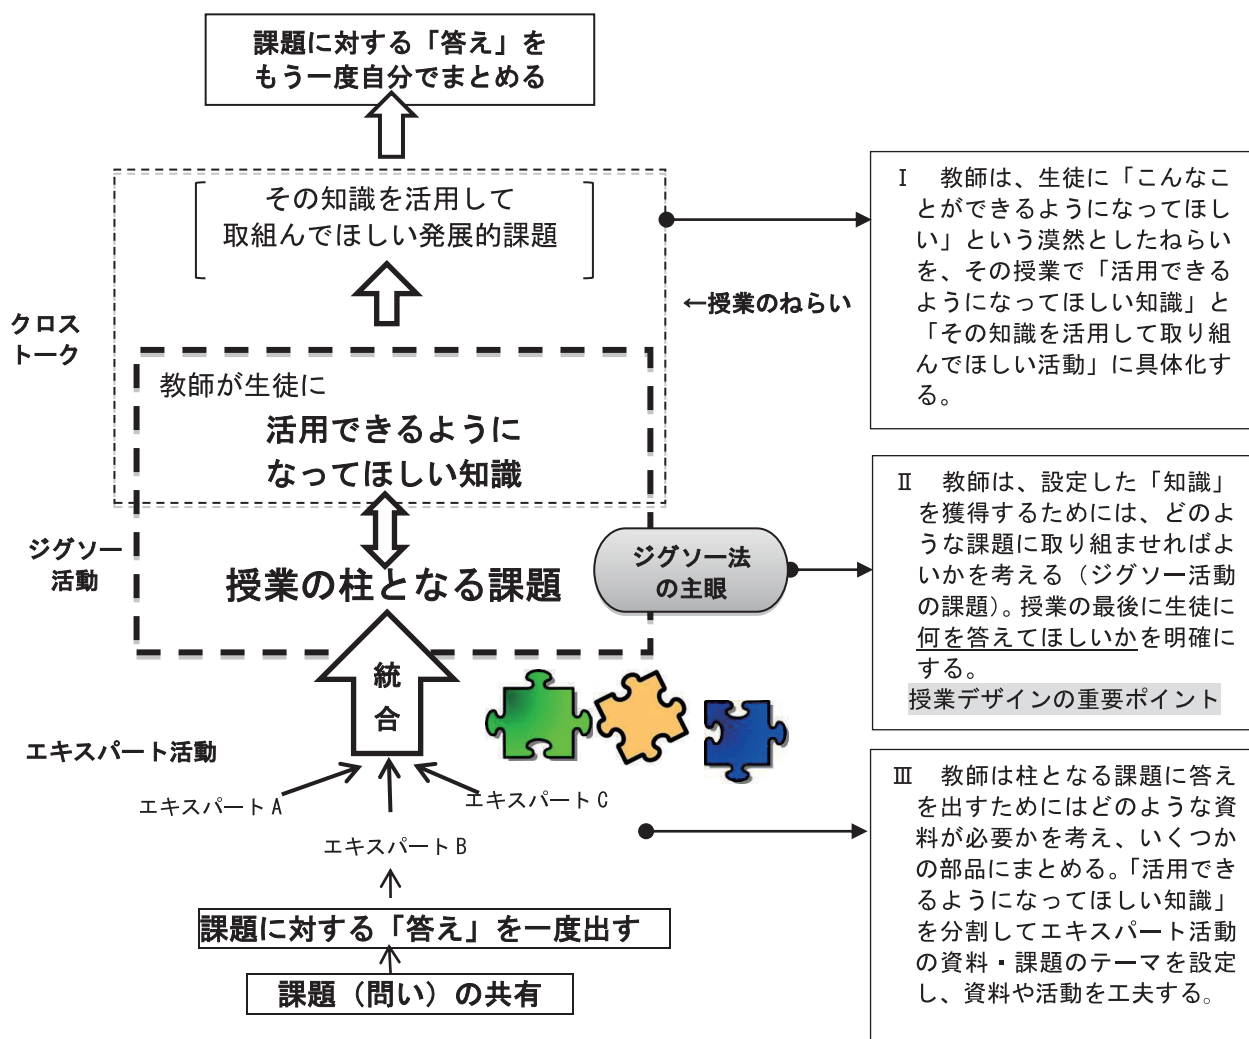 課題に対する「答え」を
もう一度自分でまとめる
その知識を活用して
取組んでほしい発展的課題
←授業のねらい
クロス
トーク
教師が生徒に
活用できるように
なってほしい知識
ジグソー
活動
授業の柱となる課題
ジグソー法
の主眼
統
合
エキスパート活動
エキスパートA
エキスパートC
エキスパートB
課題に対する「答え」を一度出す
課題（問い）の共有
Ⅰ　教師は、生徒に「こんなこ
とができるようになってほし
い」という漠然としたねらい
を、その授業で「活用できる
ようになってほしい知識」と
「その知識を活用して取り組
んでほしい活動」に具体化す
る。
Ⅱ　教師は、設定した「知識」
を獲得するためには、どのよ
うな課題に取り組ませればよ
いかを考える（ジグソー活動
の課題）。授業の最後に生徒に
何を答えてほしいかを明確に
する。
授業デザインの重要ポイント
Ⅲ　教師は柱となる課題に答え
を出すためにはどのような資
料が必要かを考え、いくつか
の部品にまとめる。「活用でき
るようになってほしい知識」
を分割してエキスパート活動
の資料・課題のテーマを設定
し、資料や活動を工夫する。